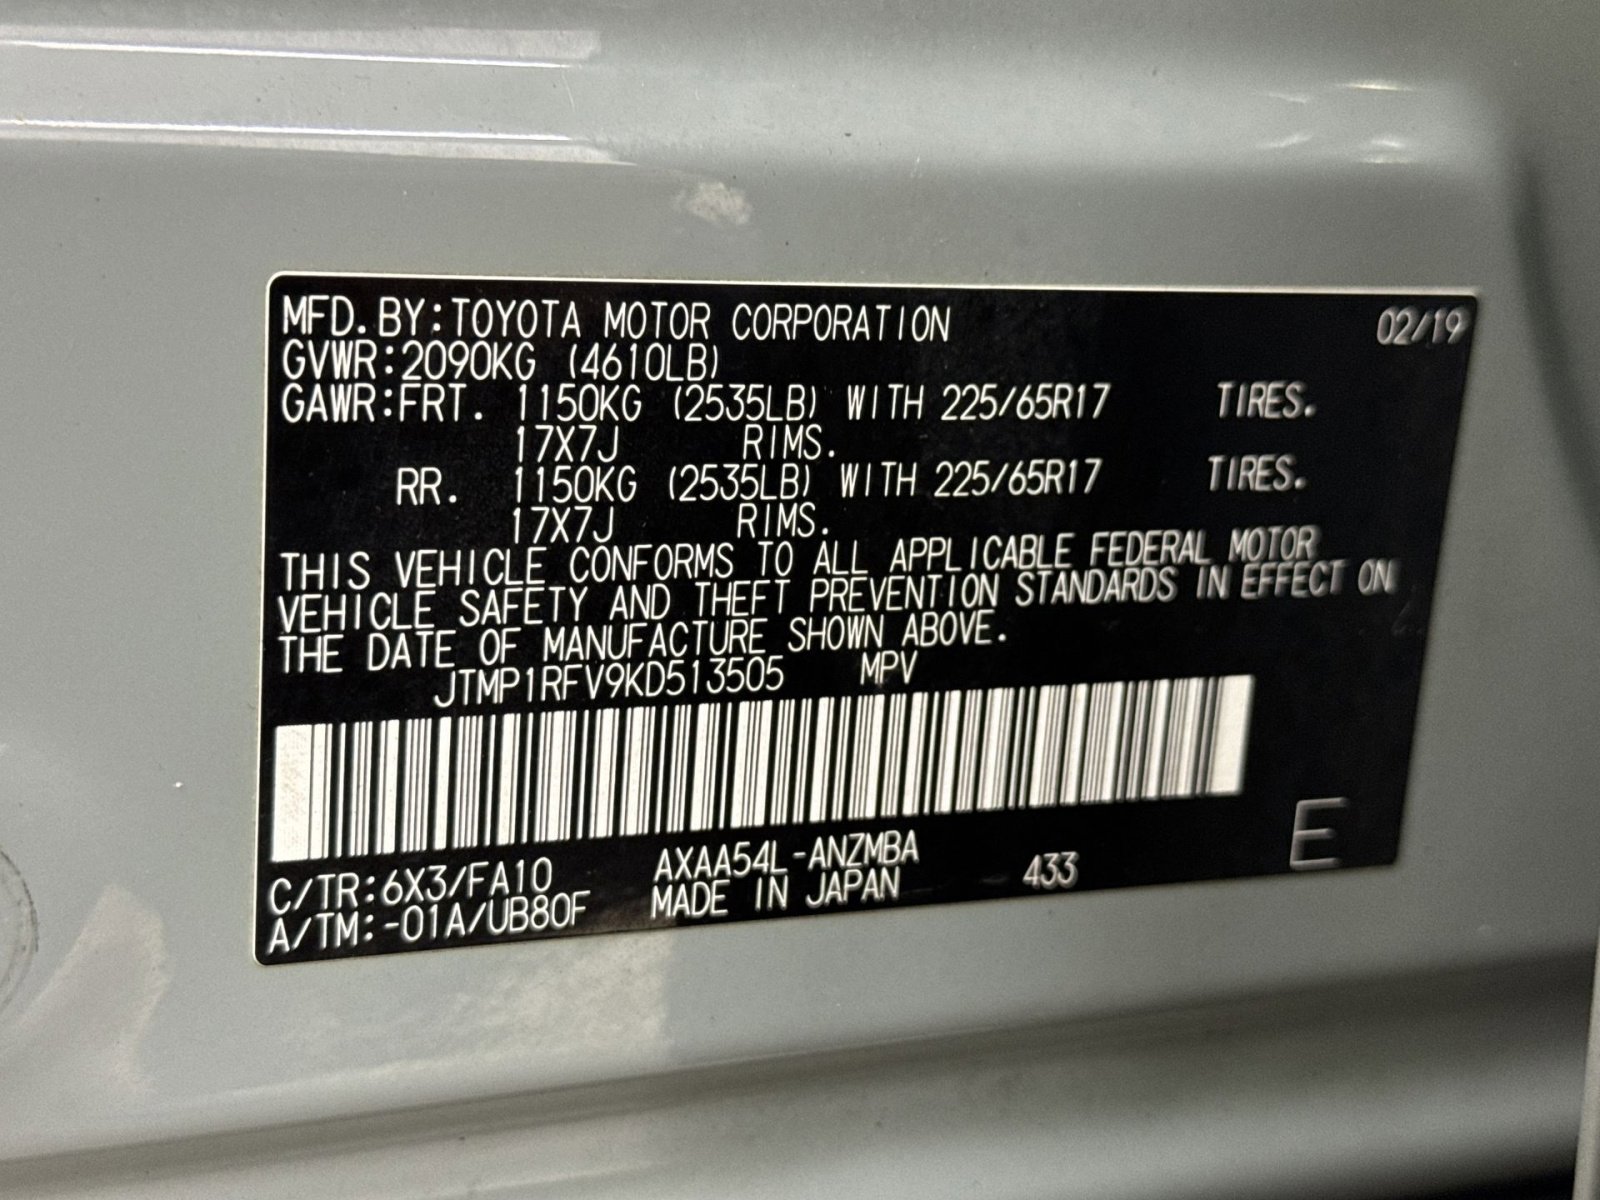 MFD. BY: TOYOTA MOTOR CORPORATION 02/19
GVWR: 2090KG (4610LB)
GAWR: FRT. 1150KG (2535LB) WITH 225/65R17 TIRES.
17X7J RIMS.
RR. 1150KG (2535LB) WITH 225/65R17 TIRES.
17X7J RIMS.
THIS VEHICLE CONFORMS TO ALL APPLICABLE FEDERAL MOTOR
VEHICLE SAFETY AND THEFT PREVENTION STANDARDS IN EFFECT ON
THE DATE OF MANUFACTURE SHOWN ABOVE.
JTMP1RFV9KD513505 MPV
C/TR: 6X3/FA10 AXAA54L-ANZMBA 433 E
A/TM: -01A/UB80F MADE IN JAPAN